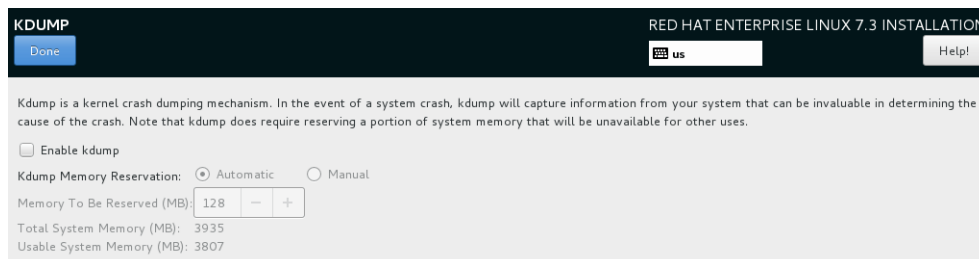 KDUMP
RED HAT ENTERPRISE LINUX 7.3 INSTALLATION
Done
us
Help!
Kdump is a kernel crash dumping mechanism. In the event of a system crash, kdump will capture information from your system that can be invaluable in determining the
cause of the crash. Note that kdump does require reserving a portion of system memory that will be unavailable for other uses.
Enable kdump
Kdump Memory Reservation: Automatic Manual
Memory To Be Reserved (MB): 128 − +
Total System Memory (MB): 3935
Usable System Memory (MB): 3807